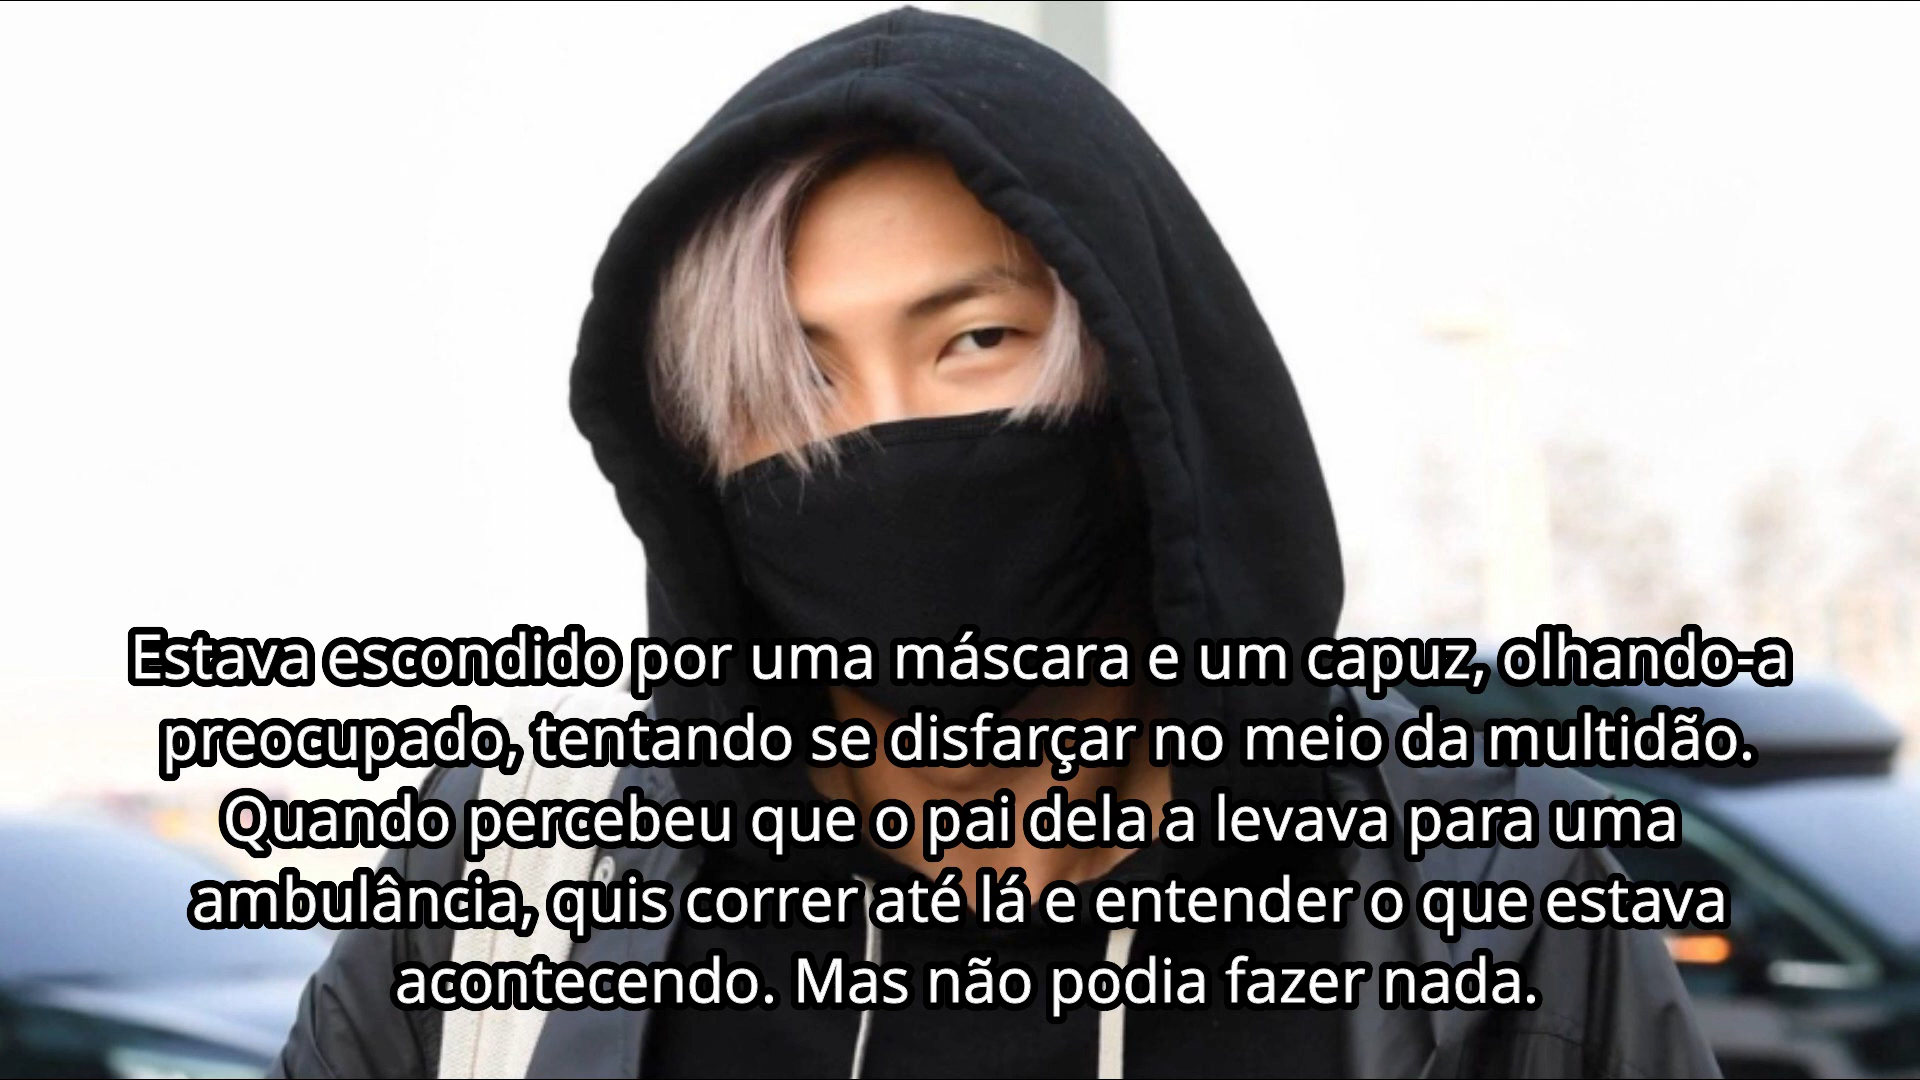 Estava escondido por uma máscara e um capuz, olhando-a
preocupado, tentando se disfarçar no meio da multidão.
Quando percebeu que o pai dela a levava para uma
ambulância, quis correr até lá e entender o que estava
acontecendo. Mas não podia fazer nada.